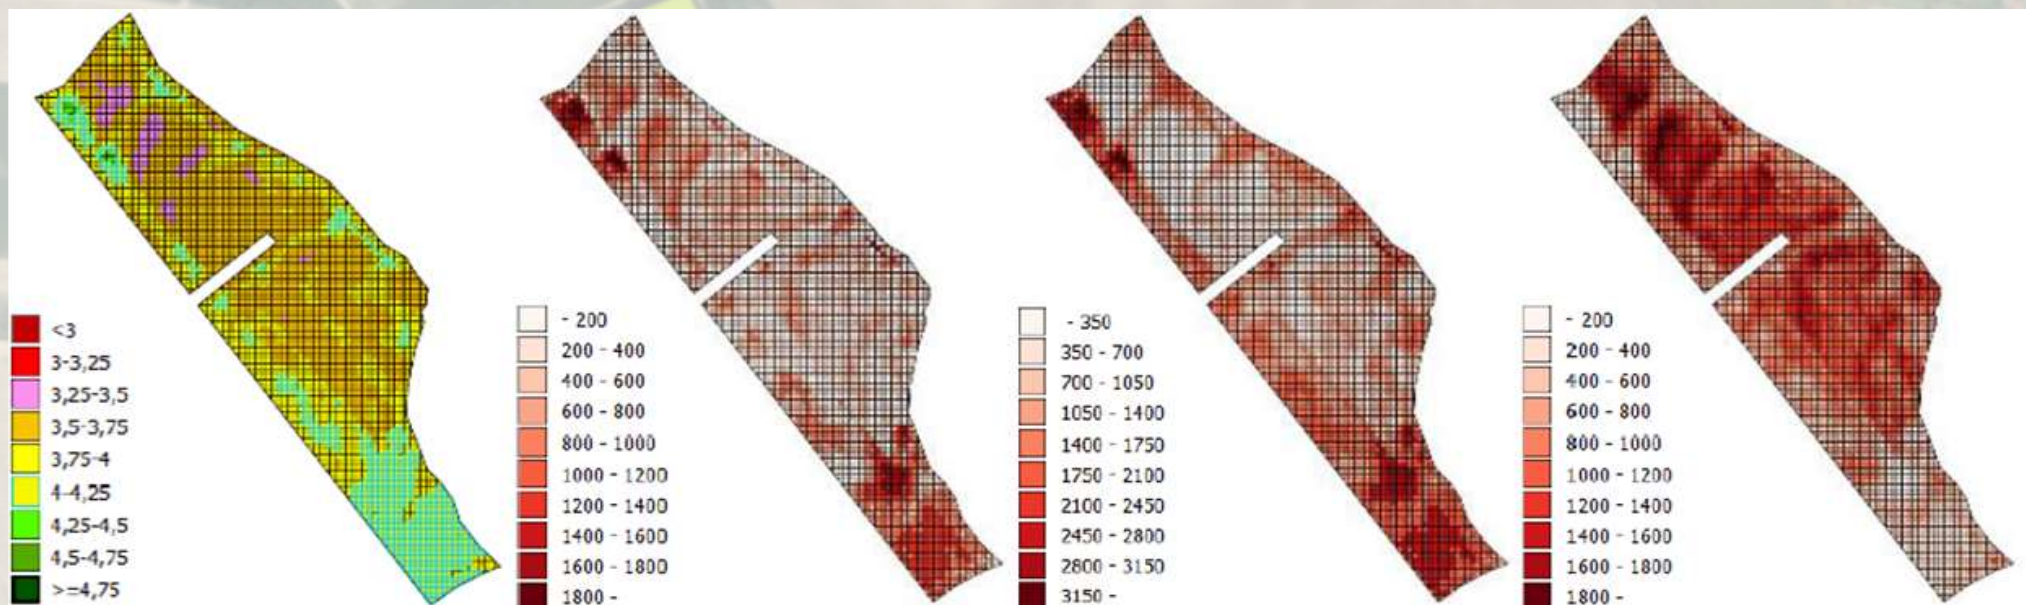 <3
3-3,25
3,25-3,5
3,5-3,75
3,75-4
4-4,25
4,25-4,5
4,5-4,75
>=4,75
- 200
200 - 400
400 - 600
600 - 800
800 - 1000
1000 - 1200
1200 - 1400
1400 - 1600
1600 - 1800
1800 -
- 350
350 - 700
700 - 1050
1050 - 1400
1400 - 1750
1750 - 2100
2100 - 2450
2450 - 2800
2800 - 3150
3150 -
- 200
200 - 400
400 - 600
600 - 800
800 - 1000
1000 - 1200
1200 - 1400
1400 - 1600
1600 - 1800
1800 -